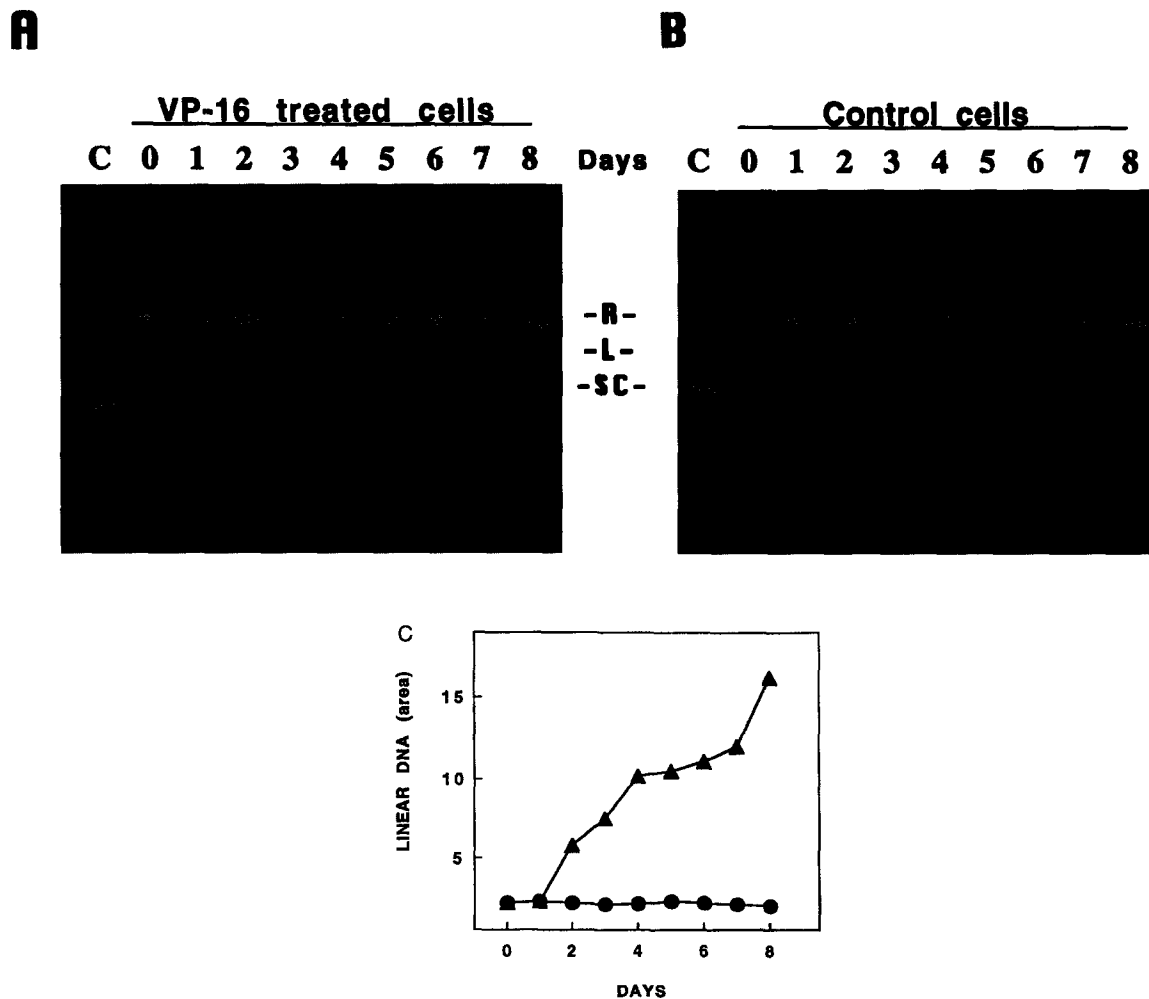 A
B
VP-16 treated cells
Control cells
C 0 1 2 3 4 5 6 7 8 Days C 0 1 2 3 4 5 6 7 8
-R-
-L-
-SC-
C
LINEAR DNA (area)
15
10
5
0 2 4 6 8
DAYS